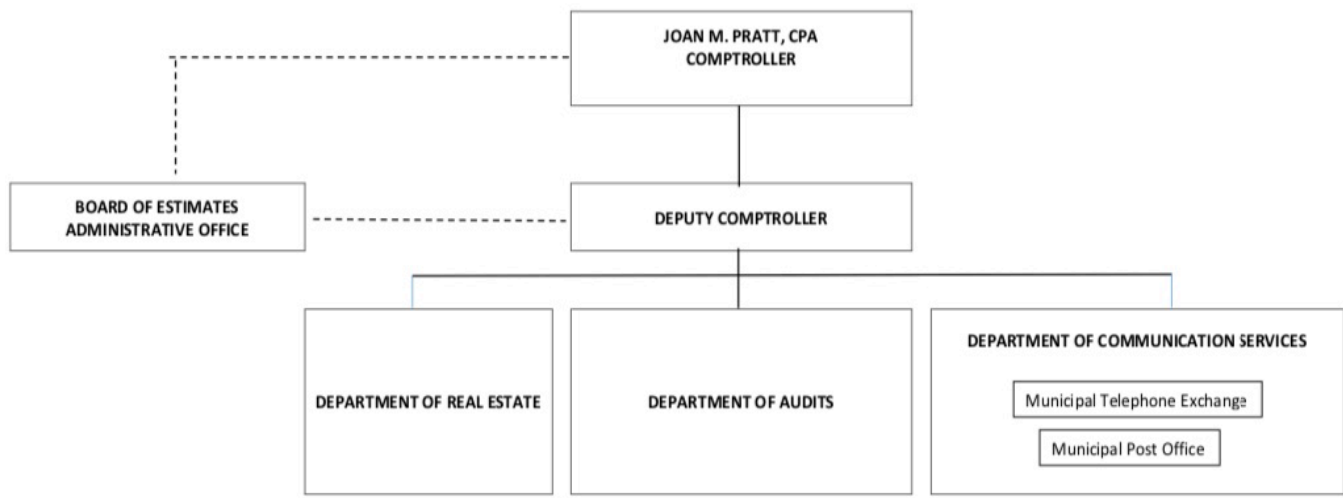 JOAN M. PRATT, CPA
COMPTROLLER
BOARD OF ESTIMATES
ADMINISTRATIVE OFFICE
DEPUTY COMPTROLLER
DEPARTMENT OF REAL ESTATE
DEPARTMENT OF AUDITS
DEPARTMENT OF COMMUNICATION SERVICES
Municipal Telephone Exchange
Municipal Post Office